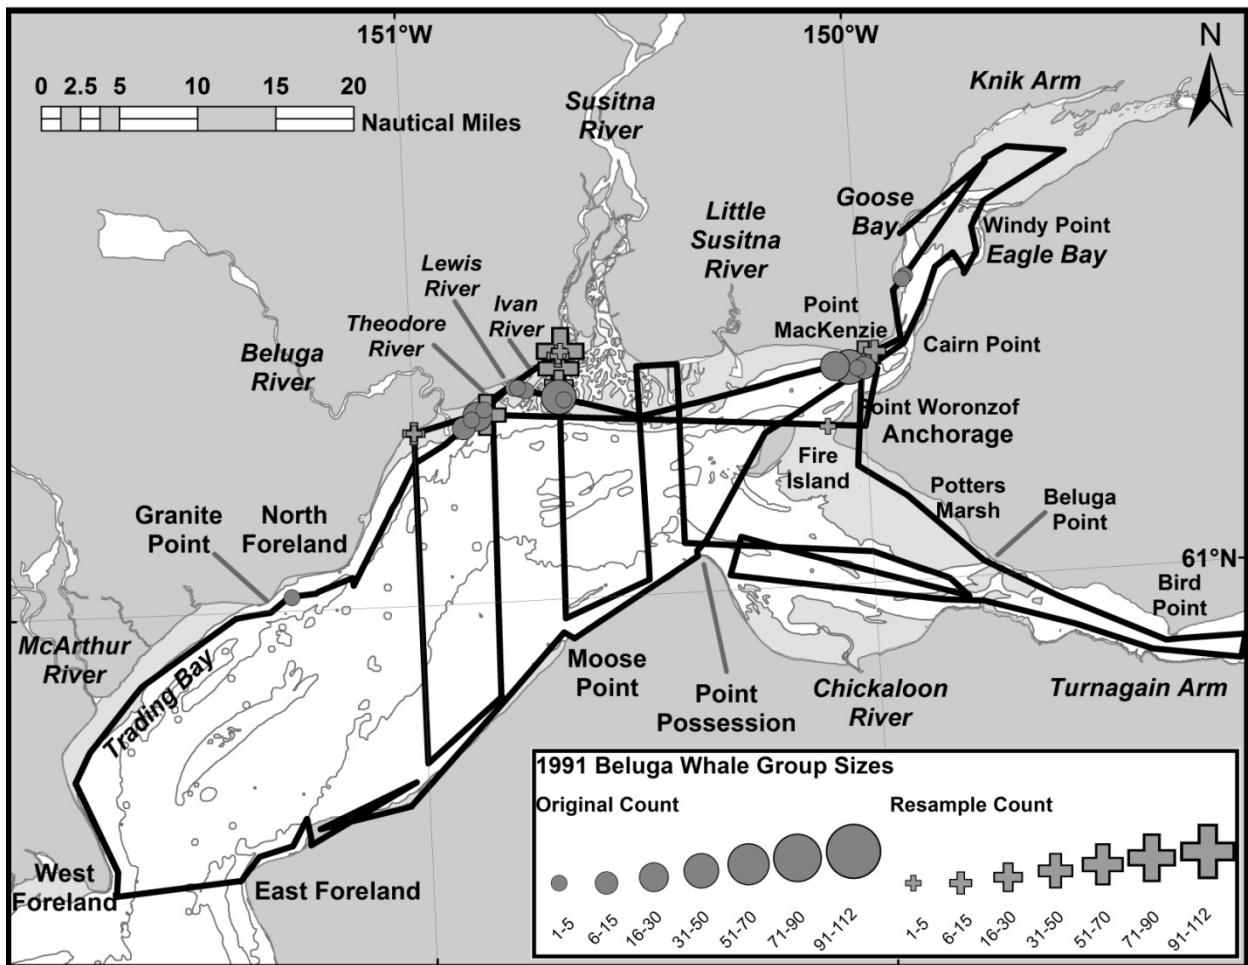 151°W
150°W
N
0 2.5 5 10 15 20
Nautical Miles
Knik Arm
Susitna
River
Goose
Bay
Windy Point
Eagle Bay
Little
Susitna
River
Lewis
River
Ivan
River
Theodore
River
Point
MacKenzie
Cairn Point
Beluga
River
Point Woronzof
Anchorage
Fire
Island
Potters
Marsh
Beluga
Point
Granite
Point
North
Foreland
61°N
Bird
Point
McArthur
River
Trading Bay
Moose
Point
Point
Possession
Chickaloon
River
Turnagain Arm
West
Foreland
East Foreland
1991 Beluga Whale Group Sizes
Original Count
Resample Count
1-5 6-15 16-30 31-50 51-70 71-90 91-112
1-5 6-15 16-30 31-50 51-70 71-90 91-112